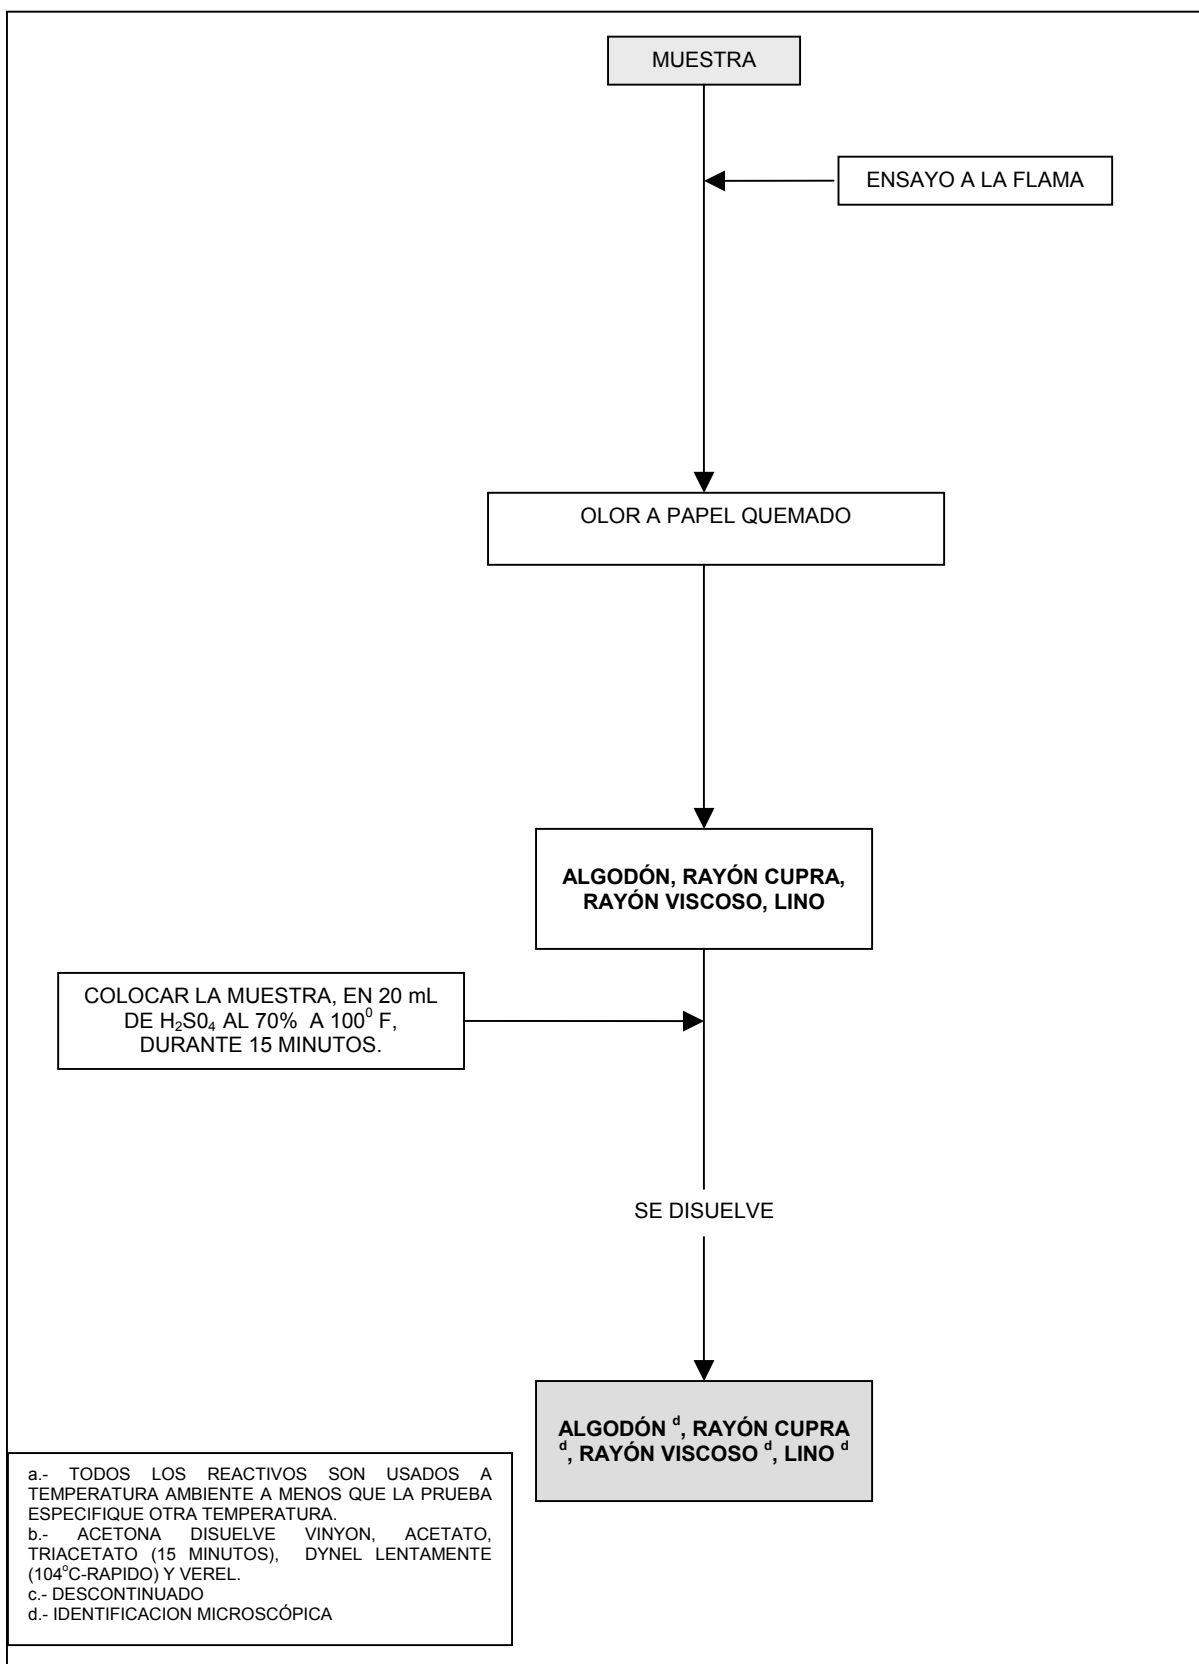 MUESTRA
ENSAYO A LA FLAMA
OLOR A PAPEL QUEMADO
ALGODÓN, RAYÓN CUPRA,
RAYÓN VISCOSO, LINO
COLOCAR LA MUESTRA, EN 20 mL
DE H₂S0₄ AL 70% A 100⁰ F,
DURANTE 15 MINUTOS.
SE DISUELVE
ALGODÓN ᵈ, RAYÓN CUPRA
ᵈ, RAYÓN VISCOSO ᵈ, LINO ᵈ
a.- TODOS LOS REACTIVOS SON USADOS A
TEMPERATURA AMBIENTE A MENOS QUE LA PRUEBA
ESPECIFIQUE OTRA TEMPERATURA.
b.- ACETONA DISUELVE VINYON, ACETATO,
TRIACETATO (15 MINUTOS), DYNEL LENTAMENTE
(104°C-RAPIDO) Y VEREL.
c.- DESCONTINUADO
d.- IDENTIFICACION MICROSCÓPICA